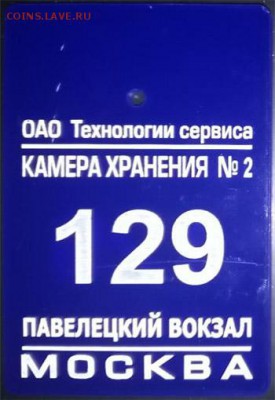 COINS.LAVE.RU
ОАО Технологии сервиса
КАМЕРА ХРАНЕНИЯ № 2
129
ПАВЕЛЕЦКИЙ ВОКЗАЛ
МОСКВА